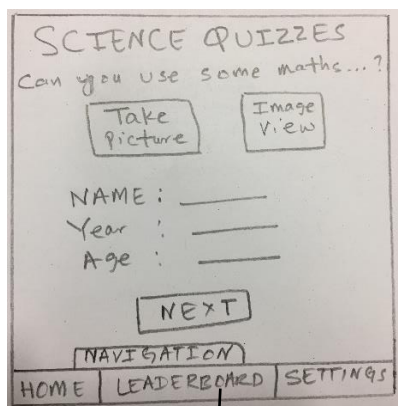 SCIENCE QUIZZES
Can you use some maths...?
Take Picture
Image View
NAME :
Year :
Age :
NEXT
NAVIGATION
HOME LEADERBOARD SETTINGS